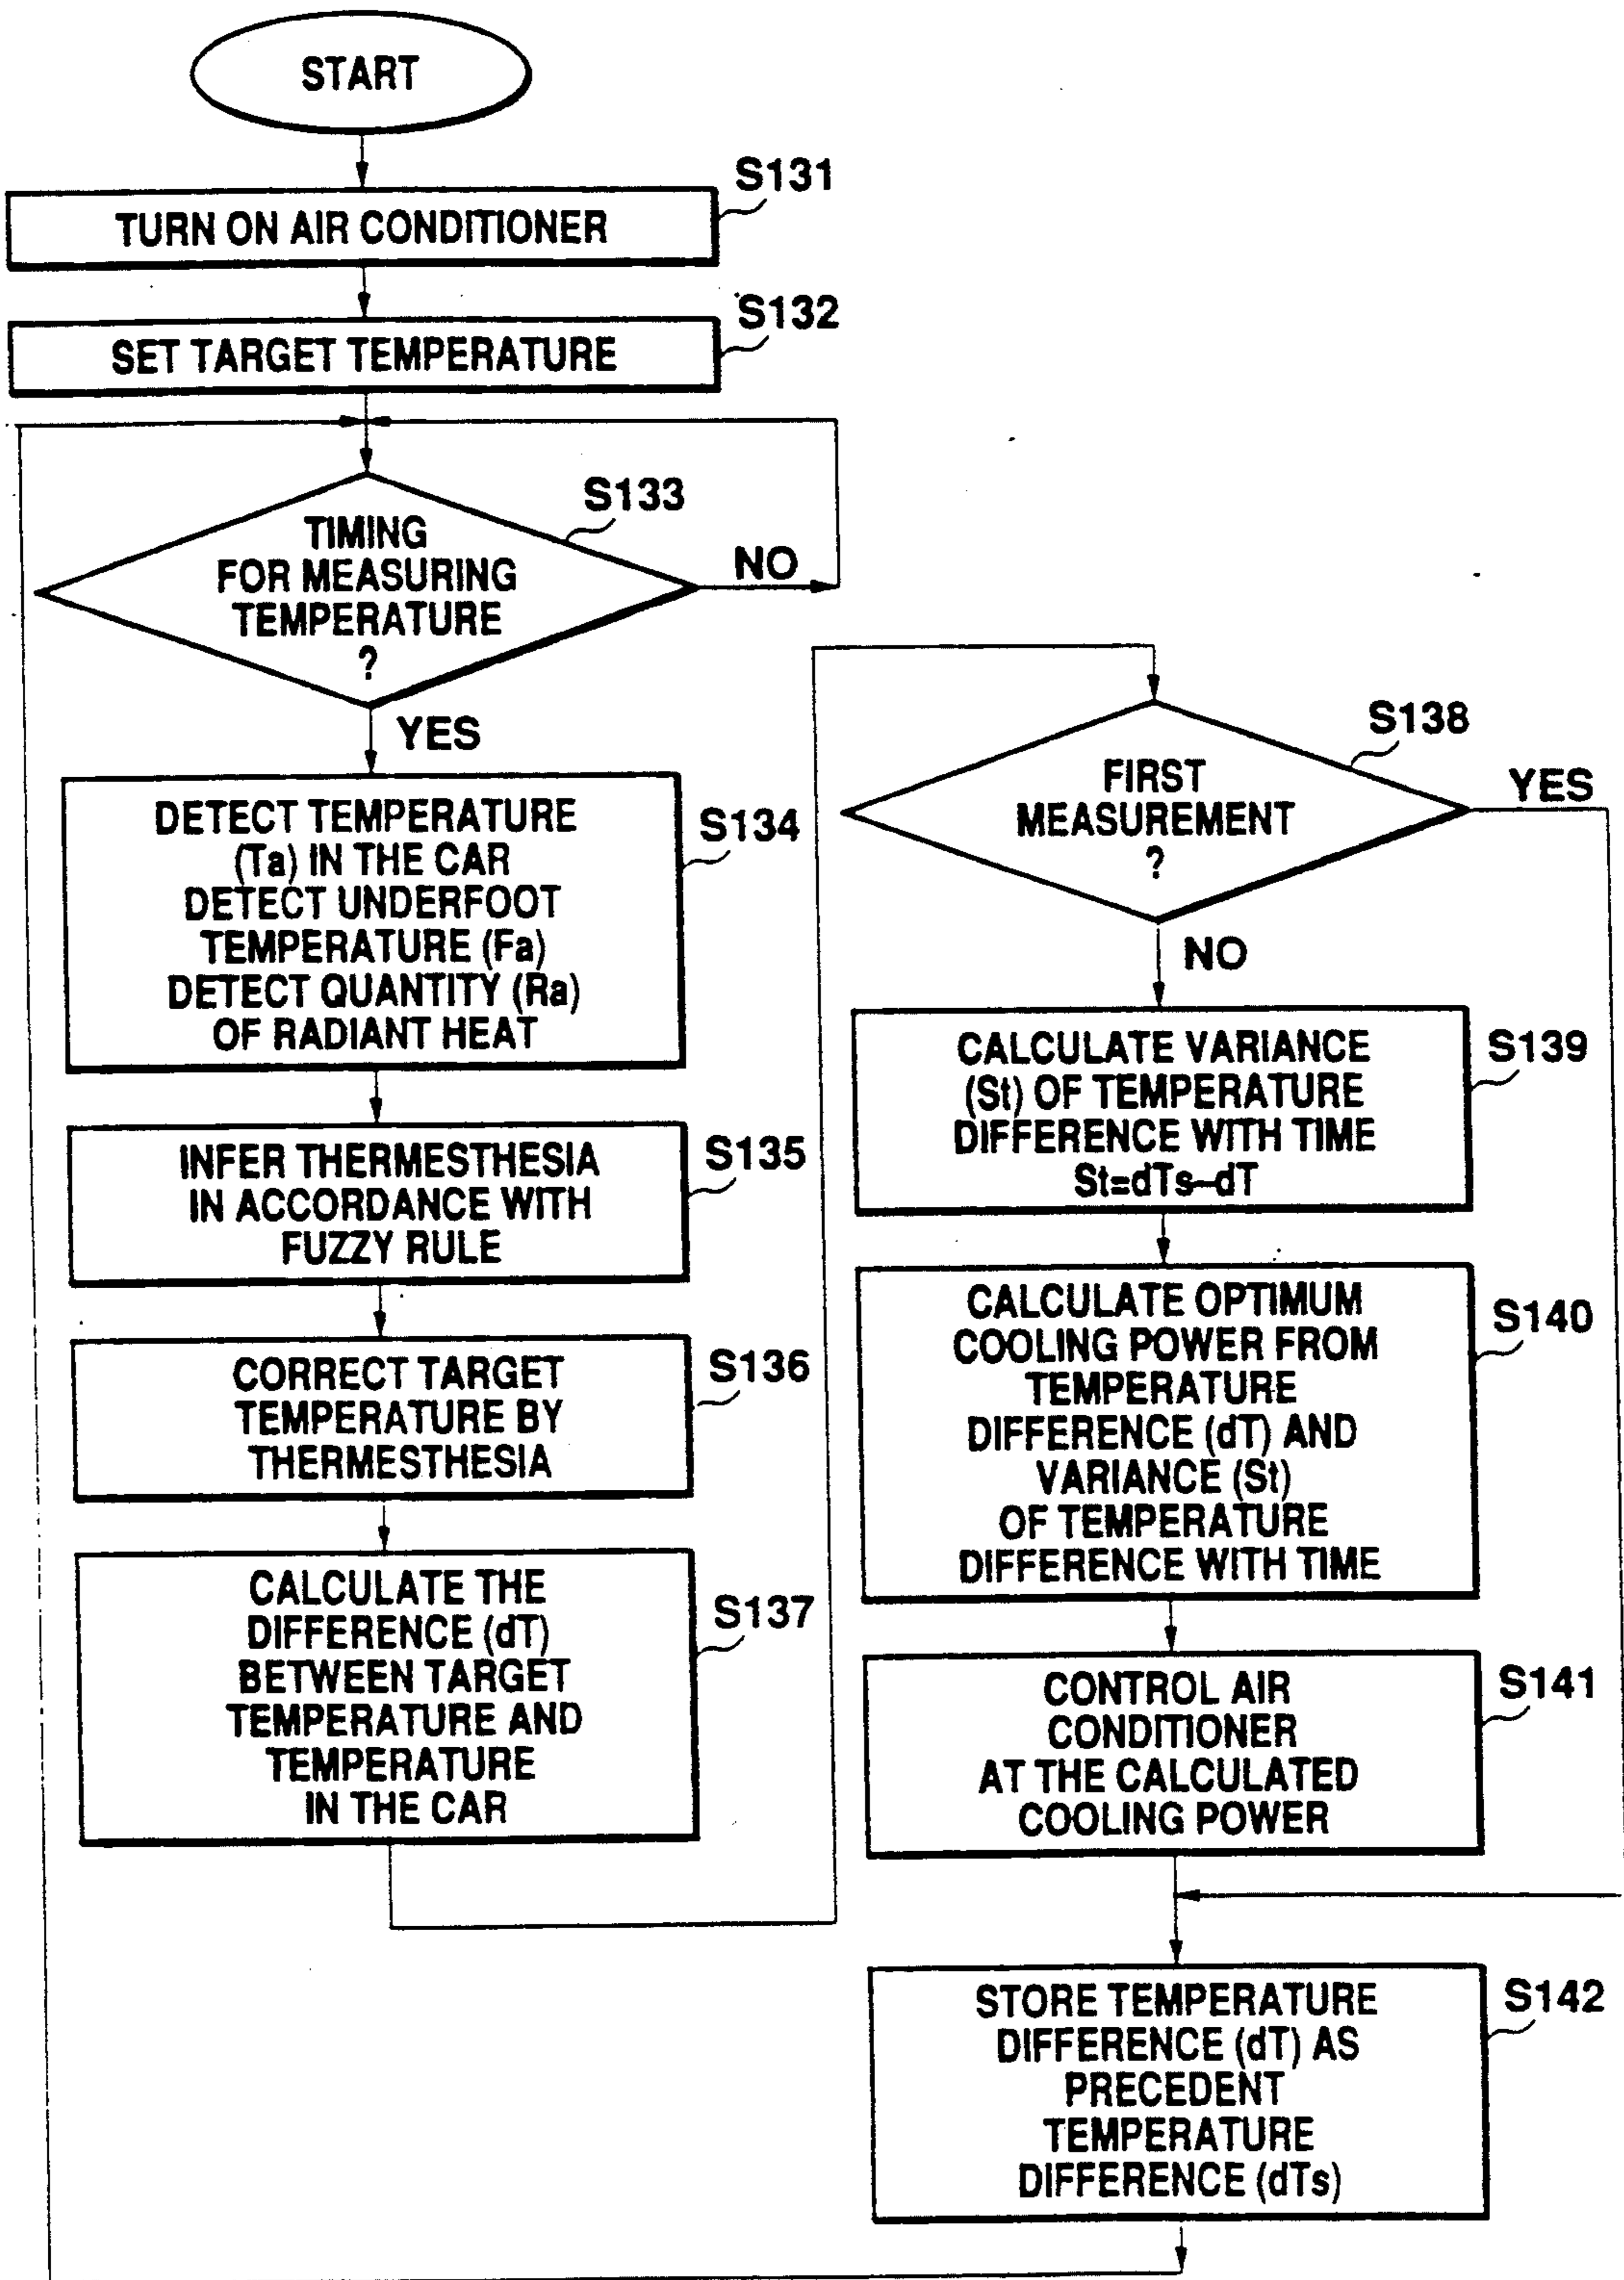 START
S131
TURN ON AIR CONDITIONER
S132
SET TARGET TEMPERATURE
S133
TIMING
FOR MEASURING
TEMPERATURE
?
NO
YES
DETECT TEMPERATURE
(Ta) IN THE CAR
DETECT UNDERFOOT
TEMPERATURE (Fa)
DETECT QUANTITY (Ra)
OF RADIANT HEAT
S134
INFER THERMESTHESIA
IN ACCORDANCE WITH
FUZZY RULE
S135
CORRECT TARGET
TEMPERATURE BY
THERMESTHESIA
S136
CALCULATE THE
DIFFERENCE (dT)
BETWEEN TARGET
TEMPERATURE AND
TEMPERATURE
IN THE CAR
S137
S138
FIRST
MEASUREMENT
?
YES
NO
CALCULATE VARIANCE
(St) OF TEMPERATURE
DIFFERENCE WITH TIME
St=dTs-dT
S139
CALCULATE OPTIMUM
COOLING POWER FROM
TEMPERATURE
DIFFERENCE (dT) AND
VARIANCE (St)
OF TEMPERATURE
DIFFERENCE WITH TIME
S140
CONTROL AIR
CONDITIONER
AT THE CALCULATED
COOLING POWER
S141
STORE TEMPERATURE
DIFFERENCE (dT) AS
PRECEDENT
TEMPERATURE
DIFFERENCE (dTs)
S142